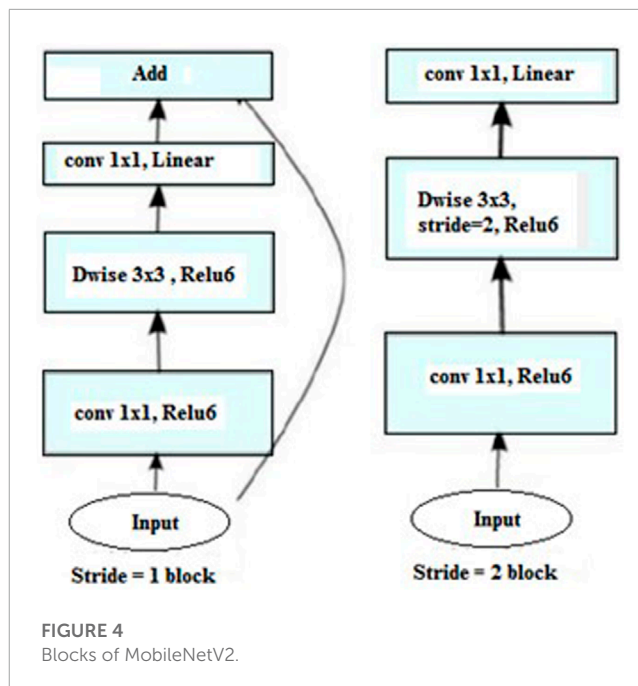 Add
conv 1x1, Linear
Dwise 3x3 , Relu6
conv 1x1, Relu6
Input
Stride = 1 block
conv 1x1, Linear
Dwise 3x3,
stride=2, Relu6
conv 1x1, Relu6
Input
Stride = 2 block
FIGURE 4
Blocks of MobileNetV2.